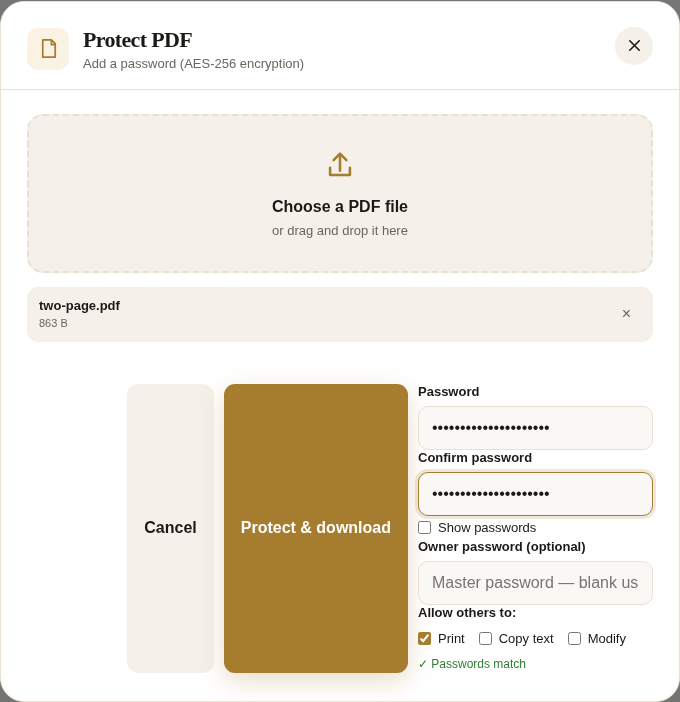 Protect PDF
Add a password (AES-256 encryption)
Choose a PDF file
or drag and drop it here
two-page.pdf
863 B
×
Cancel
Protect & download
Password
•••••••••••••••••••••
Confirm password
•••••••••••••••••••••
Show passwords
Owner password (optional)
Master password — blank us
Allow others to:
Print Copy text Modify
✓ Passwords match